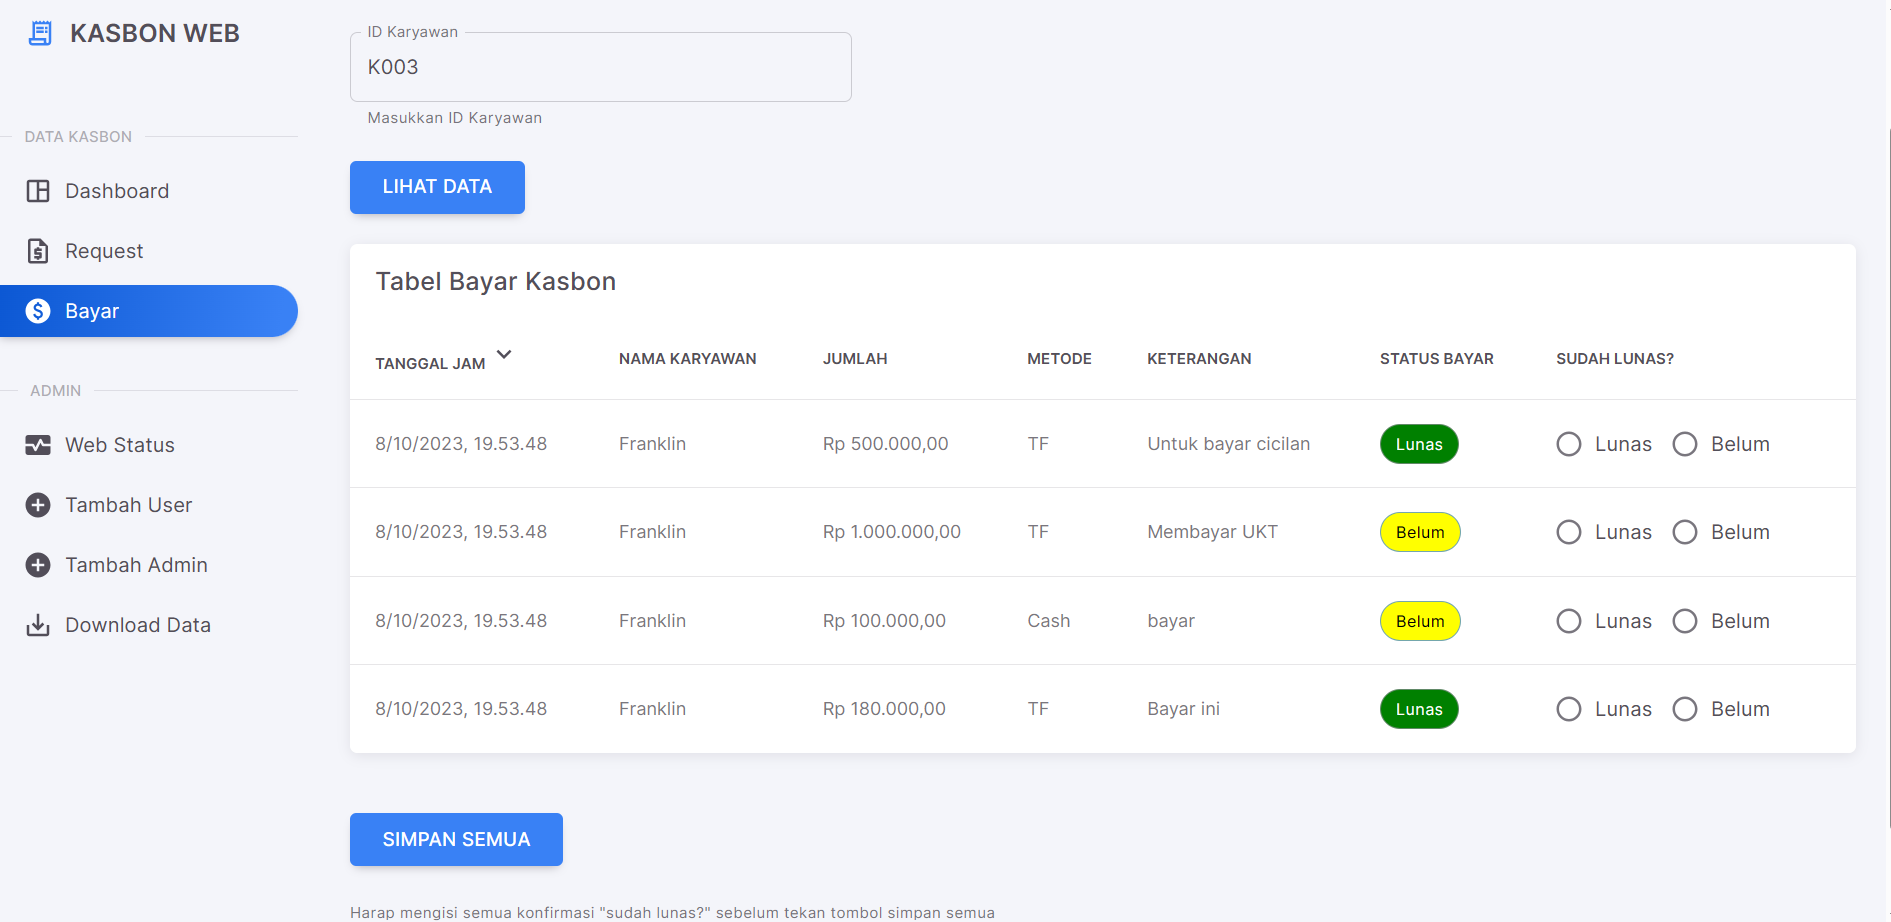 KASBON WEB
DATA KASBON
Dashboard
Request
Bayar
ADMIN
Web Status
Tambah User
Tambah Admin
Download Data
ID Karyawan
K003
Masukkan ID Karyawan
LIHAT DATA
Tabel Bayar Kasbon
TANGGAL JAM NAMA KARYAWAN JUMLAH METODE KETERANGAN STATUS BAYAR SUDAH LUNAS?
8/10/2023, 19.53.48 Franklin Rp 500.000,00 TF Untuk bayar cicilan Lunas Lunas Belum
8/10/2023, 19.53.48 Franklin Rp 1.000.000,00 TF Membayar UKT Belum Lunas Belum
8/10/2023, 19.53.48 Franklin Rp 100.000,00 Cash bayar Belum Lunas Belum
8/10/2023, 19.53.48 Franklin Rp 180.000,00 TF Bayar ini Lunas Lunas Belum
SIMPAN SEMUA
Harap mengisi semua konfirmasi "sudah lunas?" sebelum tekan tombol simpan semua